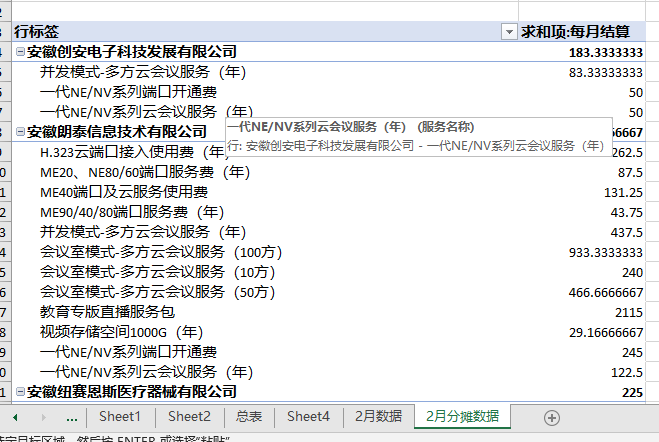 行标签 求和项:每月结算
安徽创安电子科技发展有限公司 183.3333333
并发模式-多方云会议服务（年） 83.33333333
一代NE/NV系列端口开通费 50
一代NE/NV系列云会议服务（年） 50
安徽朗泰信息技术有限公司 6667
一代NE/NV系列云会议服务（年） (服务名称)
行: 安徽创安电子科技发展有限公司 - 一代NE/NV系列云会议服务（年）
H.323云端口接入使用费（年） 262.5
ME20、NE80/60端口服务费（年） 87.5
ME40端口及云服务使用费 131.25
ME90/40/80端口服务费（年） 43.75
并发模式-多方云会议服务（年） 437.5
会议室模式-多方云会议服务（100方） 933.3333333
会议室模式-多方云会议服务（10方） 240
会议室模式-多方云会议服务（50方） 466.6666667
教育专版直播服务包 2115
视频存储空间1000G（年） 29.16666667
一代NE/NV系列端口开通费 245
一代NE/NV系列云会议服务（年） 122.5
安徽纽赛恩斯医疗器械有限公司 225
... Sheet1 Sheet2 总表 Sheet4 2月数据 2月分摊数据